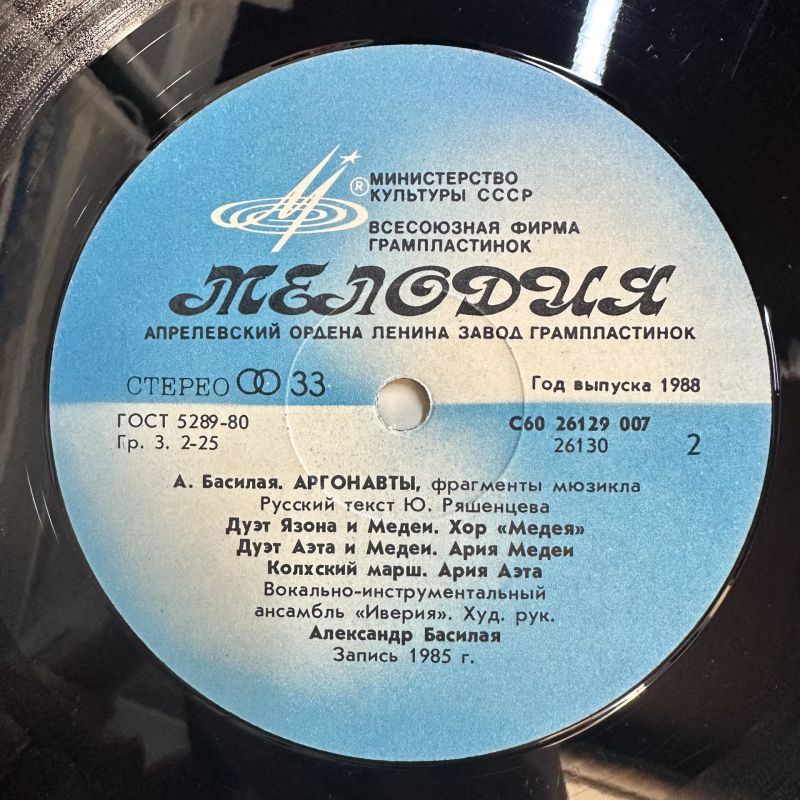 ®
МИНИСТЕРСТВО
КУЛЬТУРЫ СССР
ВСЕСОЮЗНАЯ ФИРМА
ГРАМПЛАСТИНОК
МЕЛОДИЯ
АПРЕЛЕВСКИЙ ОРДЕНА ЛЕНИНА ЗАВОД ГРАМПЛАСТИНОК
СТЕРЕО 33
Год выпуска 1988
ГОСТ 5289-80
Гр. 3. 2-25
С60 26129 007
26130
2
А. Басилая. АРГОНАВТЫ, фрагменты мюзикла
Русский текст Ю. Ряшенцева
Дуэт Язона и Медеи. Хор «Медея»
Дуэт Аэта и Медеи. Ария Медеи
Колхский марш. Ария Аэта
Вокально-инструментальный
ансамбль «Иверия». Худ. рук.
Александр Басилая
Запись 1985 г.